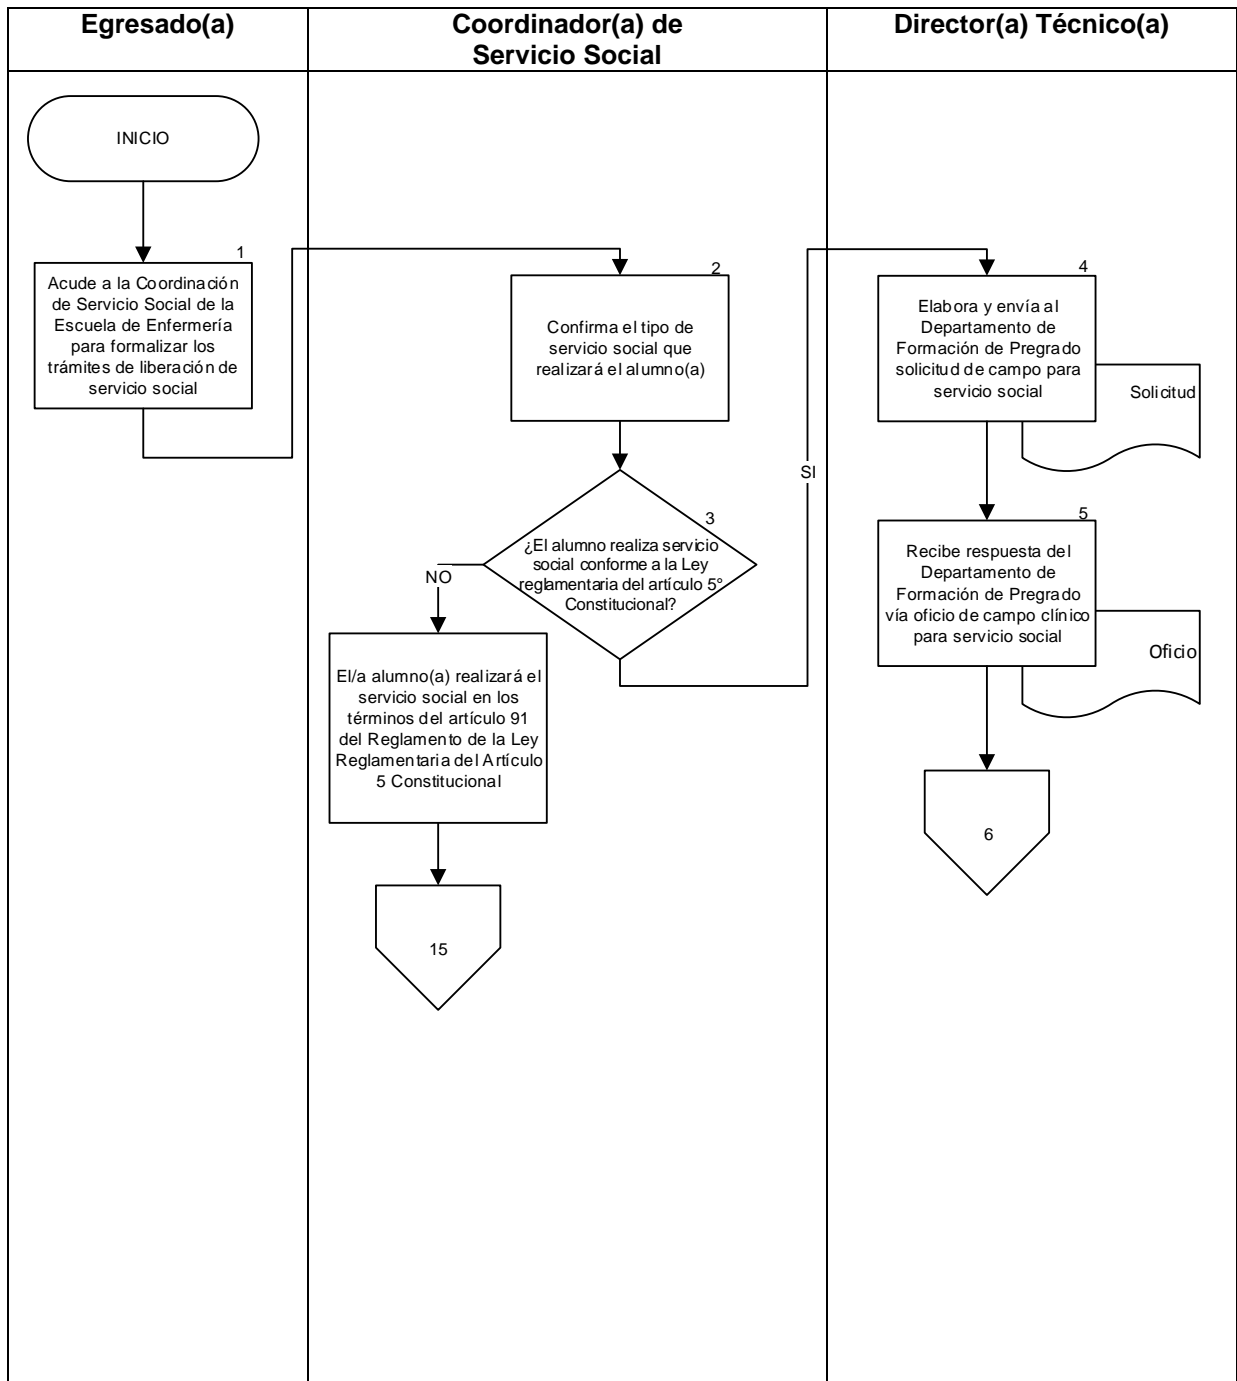 Egresado(a)
Coordinador(a) de
Servicio Social
Director(a) Técnico(a)
INICIO
1
Acude a la Coordinación
de Servicio Social de la
Escuela de Enfermería
para formalizar los
trámites de liberación de
servicio social
2
Confirma el tipo de
servicio social que
realizará el alumno(a)
3
¿El alumno realiza servicio
social conforme a la Ley
reglamentaria del artículo 5°
Constitucional?
NO
SI
El/a alumno(a) realizará el
servicio social en los
términos del artículo 91
del Reglamento de la Ley
Reglamentaria del Artículo
5 Constitucional
15
4
Elabora y envía al
Departamento de
Formación de Pregrado
solicitud de campo para
servicio social
Solicitud
5
Recibe respuesta del
Departamento de
Formación de Pregrado
vía oficio de campo clínico
para servicio social
Oficio
6